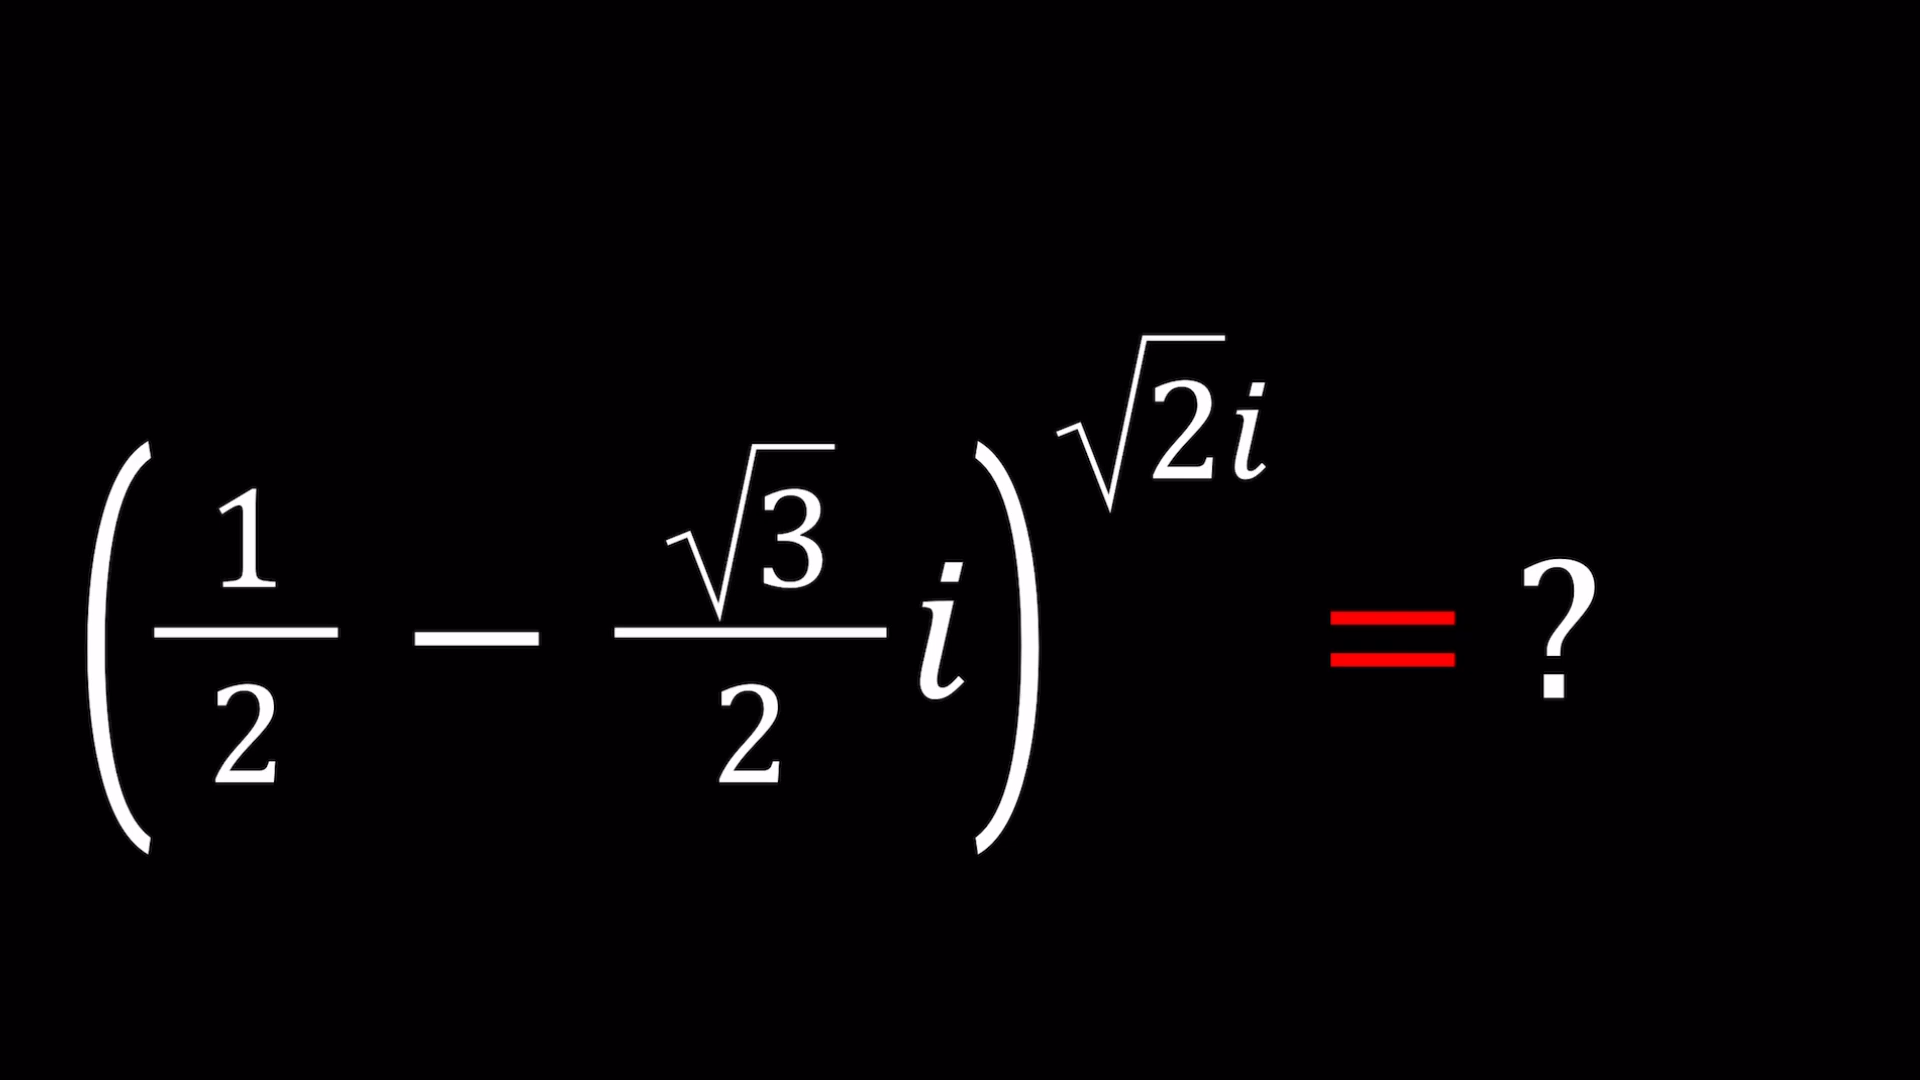 (1/2 − √3/2 i)^√2i = ?